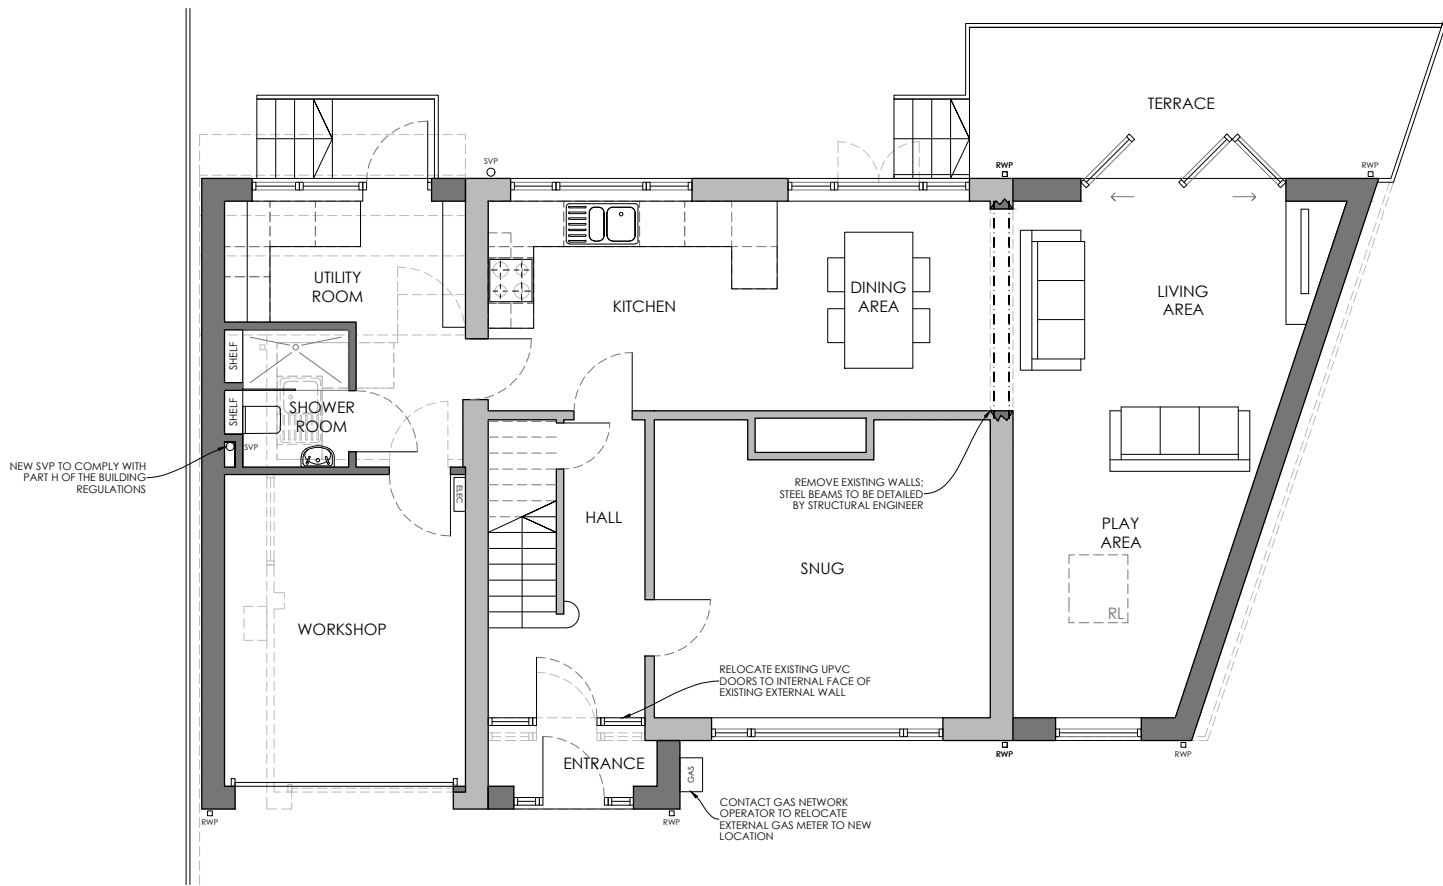 TERRACE
SVP
RWP
RWP
UTILITY
ROOM
KITCHEN
DINING
AREA
LIVING
AREA
SHELF
SHELF
SHOWER
ROOM
SVP
NEW SVP TO COMPLY WITH
PART H OF THE BUILDING
REGULATIONS
ELEC
REMOVE EXISTING WALLS;
STEEL BEAMS TO BE DETAILED
BY STRUCTURAL ENGINEER
HALL
PLAY
AREA
SNUG
RL
WORKSHOP
RELOCATE EXISTING UPVC
DOORS TO INTERNAL FACE OF
EXISTING EXTERNAL WALL
RWP
RWP
ENTRANCE
GAS
CONTACT GAS NETWORK
OPERATOR TO RELOCATE
EXTERNAL GAS METER TO NEW
LOCATION
RWP
RWP